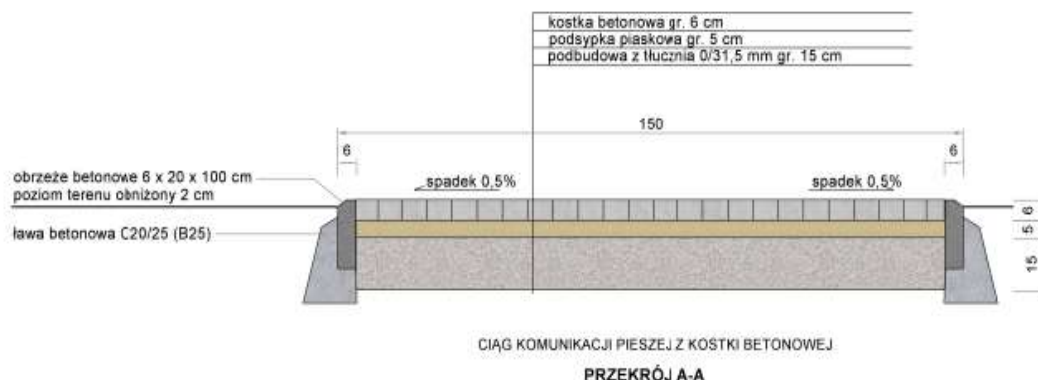 kostka betonowa gr. 6 cm
podsypka piaskowa gr. 5 cm
podbudowa z tłucznia 0/31,5 mm gr. 15 cm
150
6
6
obrzeże betonowe 6 x 20 x 100 cm
poziom terenu obniżony 2 cm
spadek 0,5%
spadek 0,5%
ława betonowa C20/25 (B25)
6
5
15
CIĄG KOMUNIKACJI PIESZEJ Z KOSTKI BETONOWEJ
PRZEKRÓJ A-A